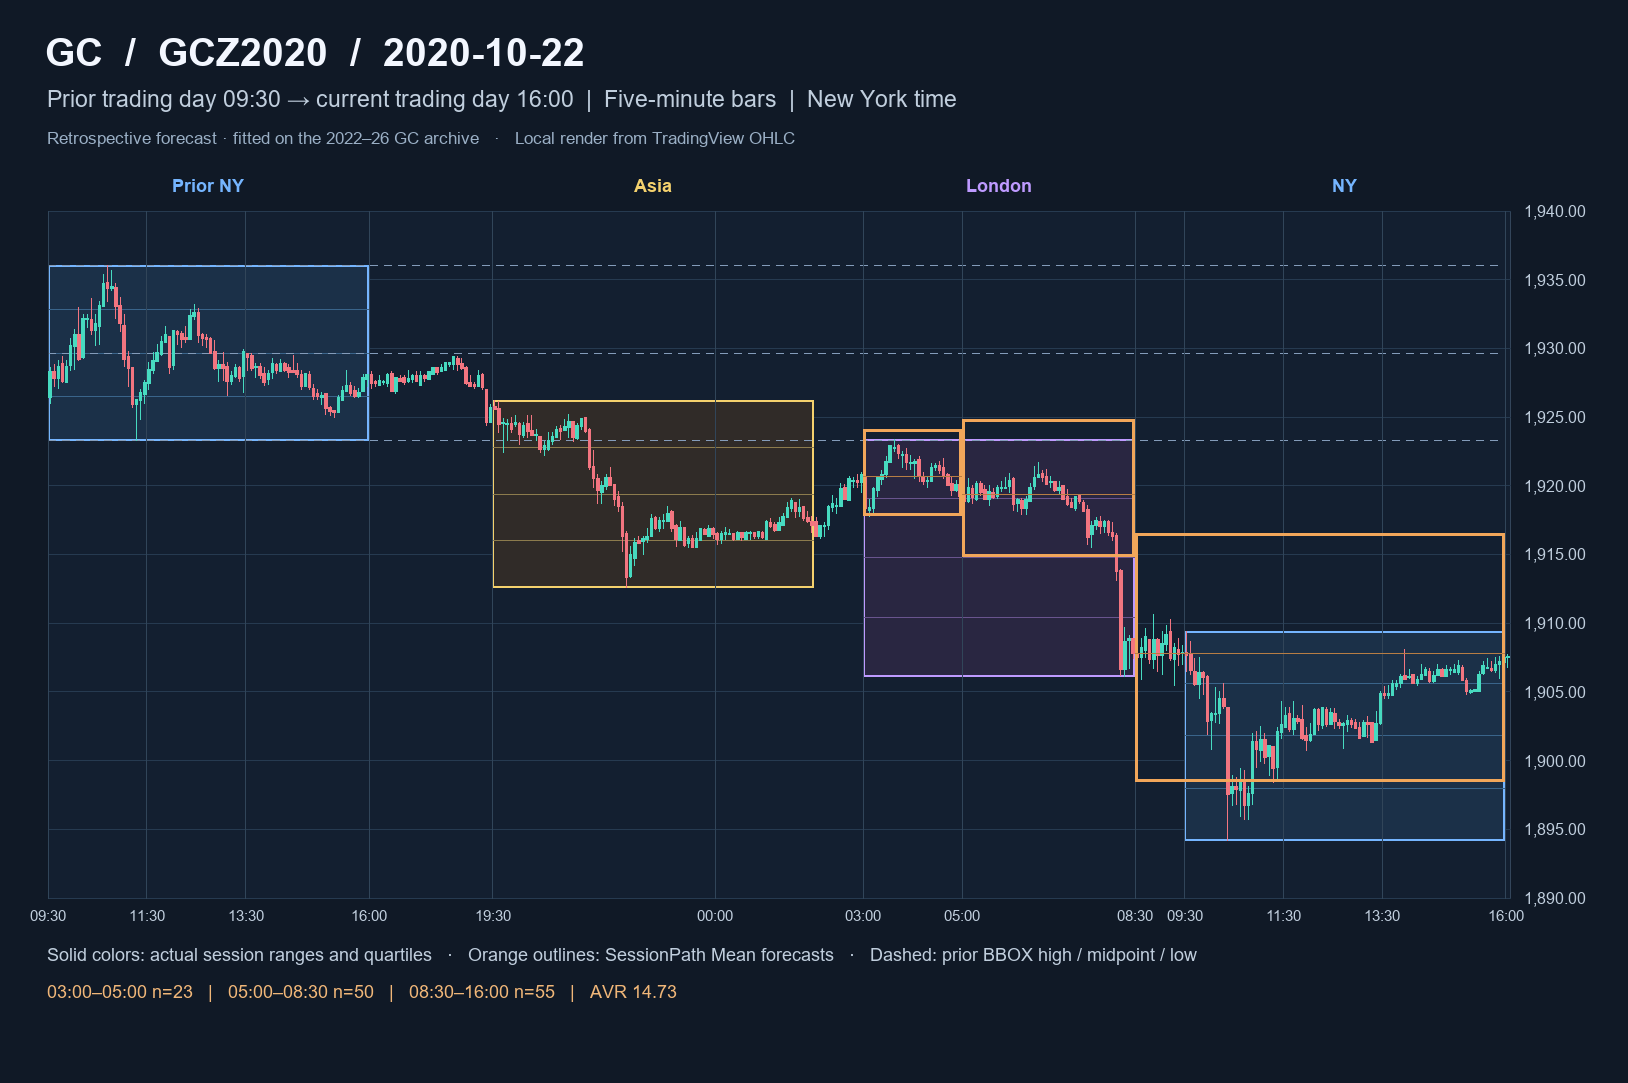 GC / GCZ2020 / 2020-10-22
Prior trading day 09:30 → current trading day 16:00 | Five-minute bars | New York time
Retrospective forecast · fitted on the 2022–26 GC archive · Local render from TradingView OHLC
Prior NY Asia London NY
1,940.00
1,935.00
1,930.00
1,925.00
1,920.00
1,915.00
1,910.00
1,905.00
1,900.00
1,895.00
1,890.00
09:30 11:30 13:30 16:00 19:30 00:00 03:00 05:00 08:30 09:30 11:30 13:30 16:00
Solid colors: actual session ranges and quartiles · Orange outlines: SessionPath Mean forecasts · Dashed: prior BBOX high / midpoint / low
03:00–05:00 n=23 | 05:00–08:30 n=50 | 08:30–16:00 n=55 | AVR 14.73